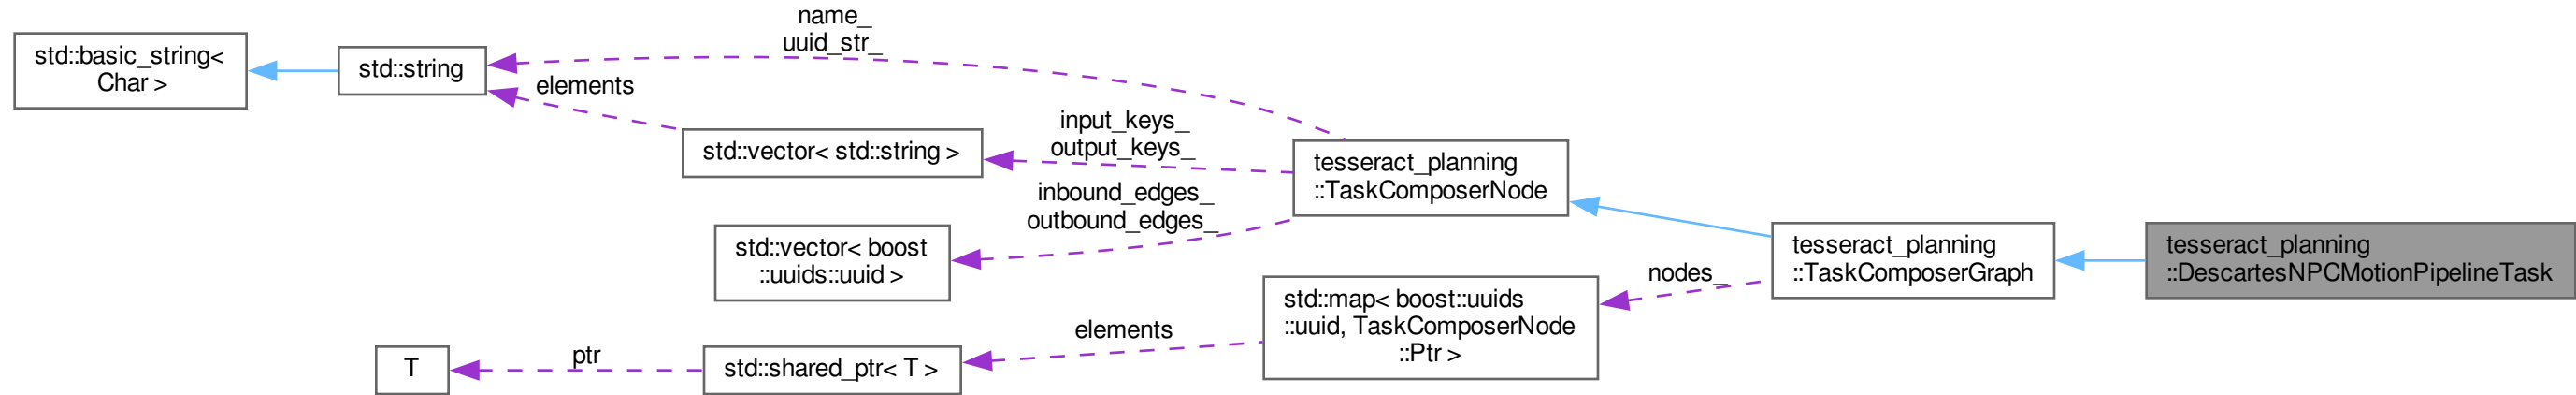 name_
uuid_str_
std::basic_string<
Char >
std::string
elements
input_keys_
output_keys_
std::vector< std::string >
tesseract_planning
::TaskComposerNode
inbound_edges_
outbound_edges_
std::vector< boost
::uuids::uuid >
tesseract_planning
::TaskComposerGraph
tesseract_planning
::DescartesNPCMotionPipelineTask
nodes_
std::map< boost::uuids
::uuid, TaskComposerNode
::Ptr >
elements
std::shared_ptr< T >
ptr
T